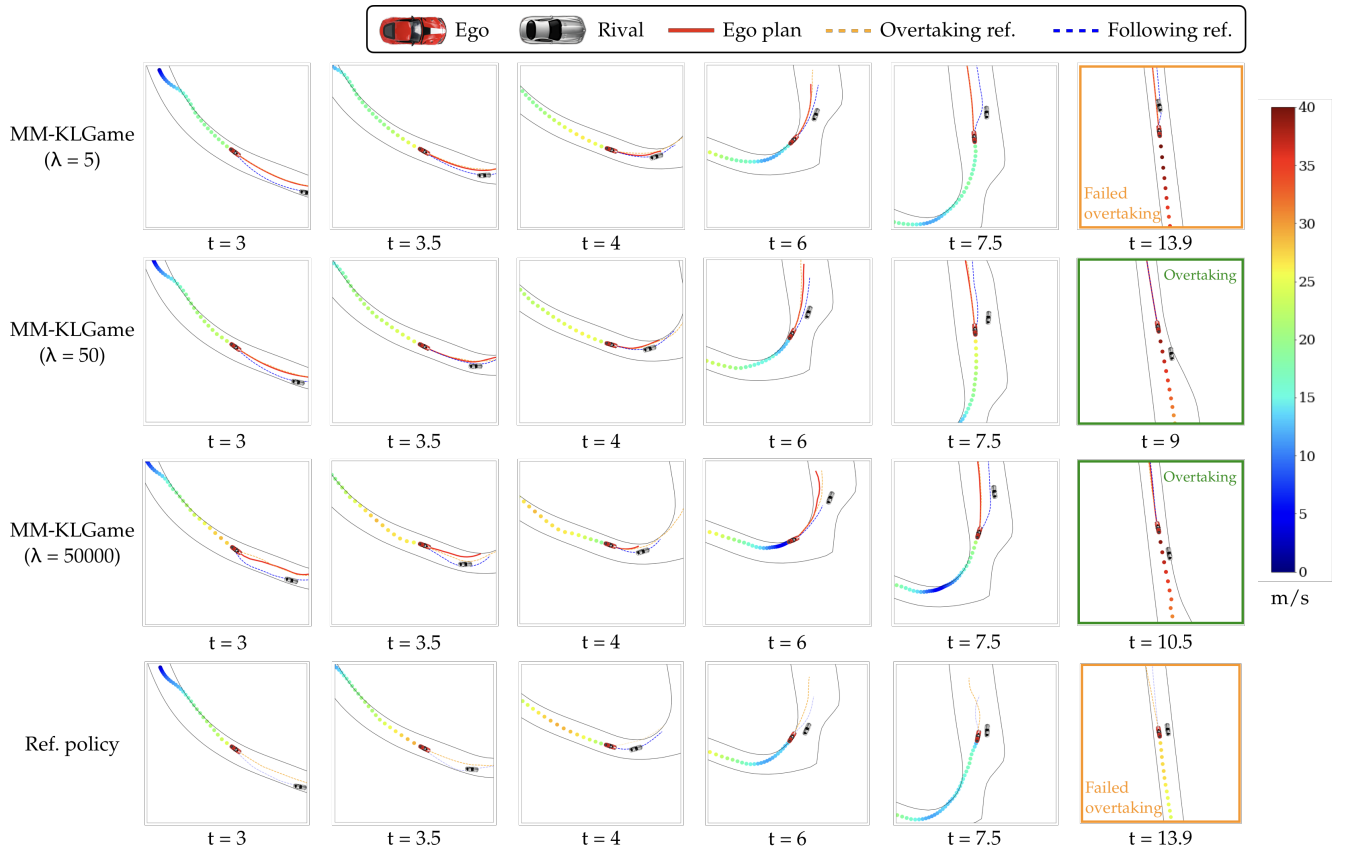 Ego Rival Ego plan Overtaking ref. Following ref.
MM-KLGame
(λ = 5)
Failed
overtaking
t = 3 t = 3.5 t = 4 t = 6 t = 7.5 t = 13.9
MM-KLGame
(λ = 50)
Overtaking
t = 3 t = 3.5 t = 4 t = 6 t = 7.5 t = 9
MM-KLGame
(λ = 50000)
Overtaking
t = 3 t = 3.5 t = 4 t = 6 t = 7.5 t = 10.5
Ref. policy
Failed
overtaking
t = 3 t = 3.5 t = 4 t = 6 t = 7.5 t = 13.9
40
35
30
25
20
15
10
5
0
m/s